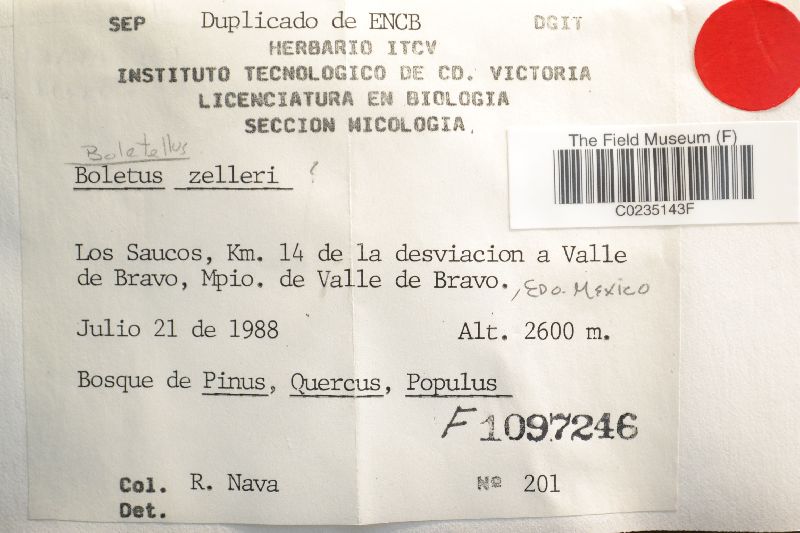 SEP Duplicado de ENCB DGIT
HERBARIO ITCV
INSTITUTO TECNOLOGICO DE CD. VICTORIA
LICENCIATURA EN BIOLOGIA
SECCION MICOLOGIA,
The Field Museum (F)
C0235143F
Boletellus
Boletus zelleri ?
Los Saucos, Km. 14 de la desviacion a Valle
de Bravo, Mpio. de Valle de Bravo. , EDO. MEXICO
Julio 21 de 1988 Alt. 2600 m.
Bosque de Pinus, Quercus, Populus
F 1097246
Col. R. Nava Nº 201
Det.